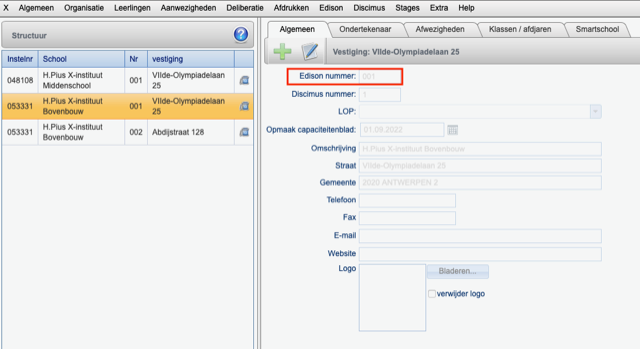 X Algemeen Organisatie Leerlingen Aanwezigheden Deliberatie Afdrukken Edison Discimus Stages Extra Help
Structuur
Instelnr School Nr vestiging
048108 H.Pius X-instituut Middenschool 001 VIIde-Olympiadelaan 25
053331 H.Pius X-instituut Bovenbouw 001 VIIde-Olympiadelaan 25
053331 H.Pius X-instituut Bovenbouw 002 Abdijstraat 128
Algemeen Ondertekenaar Afwezigheden Klassen / afdjaren Smartschool
Vestiging: VIIde-Olympiadelaan 25
Edison nummer: 001
Discimus nummer: 1
LOP:
Opmaak capaciteitenblad: 01.09.2022
Omschrijving H.Pius X-instituut Bovenbouw
Straat VIIde-Olympiadelaan 25
Gemeente 2020 ANTWERPEN 2
Telefoon
Fax
E-mail
Website
Logo Bladeren...
verwijder logo